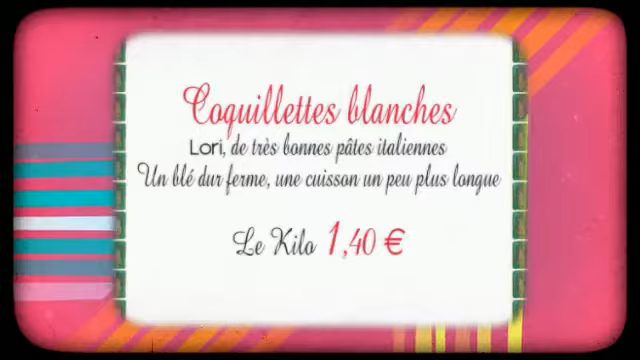 Coquillettes blanches
Lori, de très bonnes pâtes italiennes
Un blé dur ferme, une cuisson un peu plus longue
Le Kilo 1,40 €